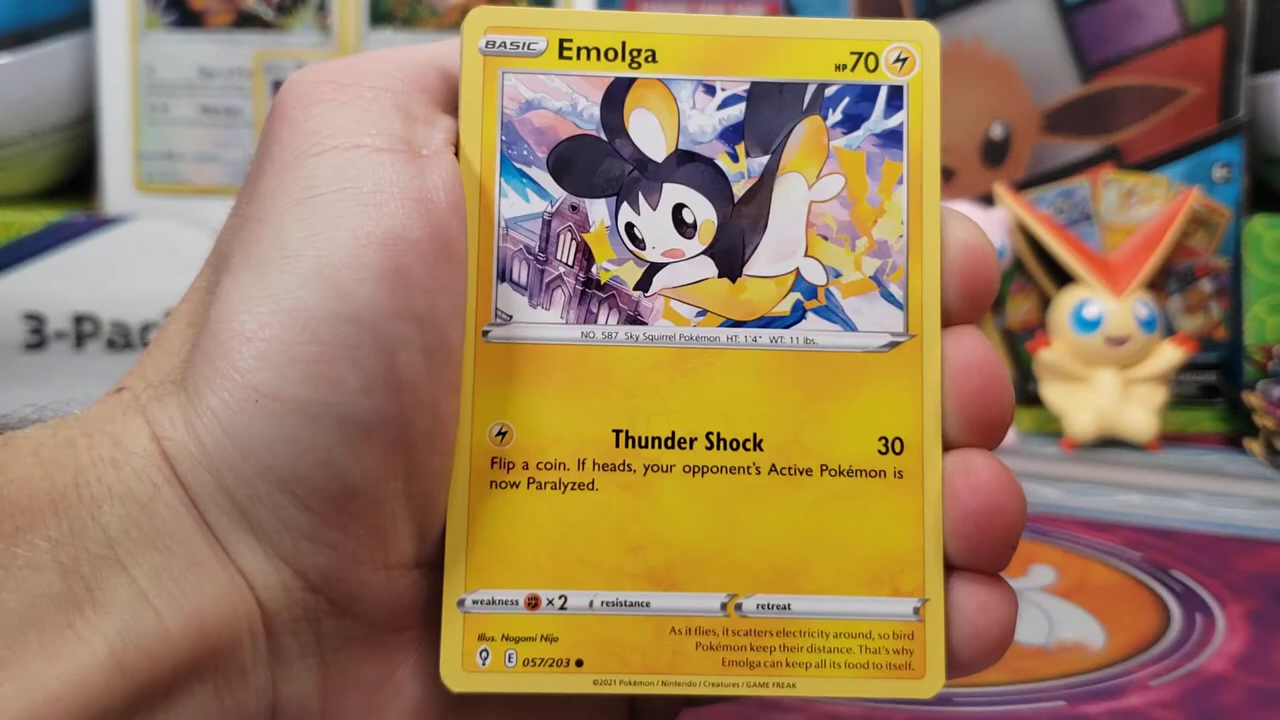 BASIC Emolga HP 70
NO. 587 Sky Squirrel Pokémon HT: 1'4" WT: 11 lbs.
Thunder Shock 30
Flip a coin. If heads, your opponent's Active Pokémon is
now Paralyzed.
weakness ×2 resistance retreat
Illus. Nagomi Nijo
As it flies, it scatters electricity around, so bird
Pokémon keep their distance. That's why
Emolga can keep all its food to itself.
E 057/203
©2021 Pokémon / Nintendo / Creatures / GAME FREAK
3-Pac